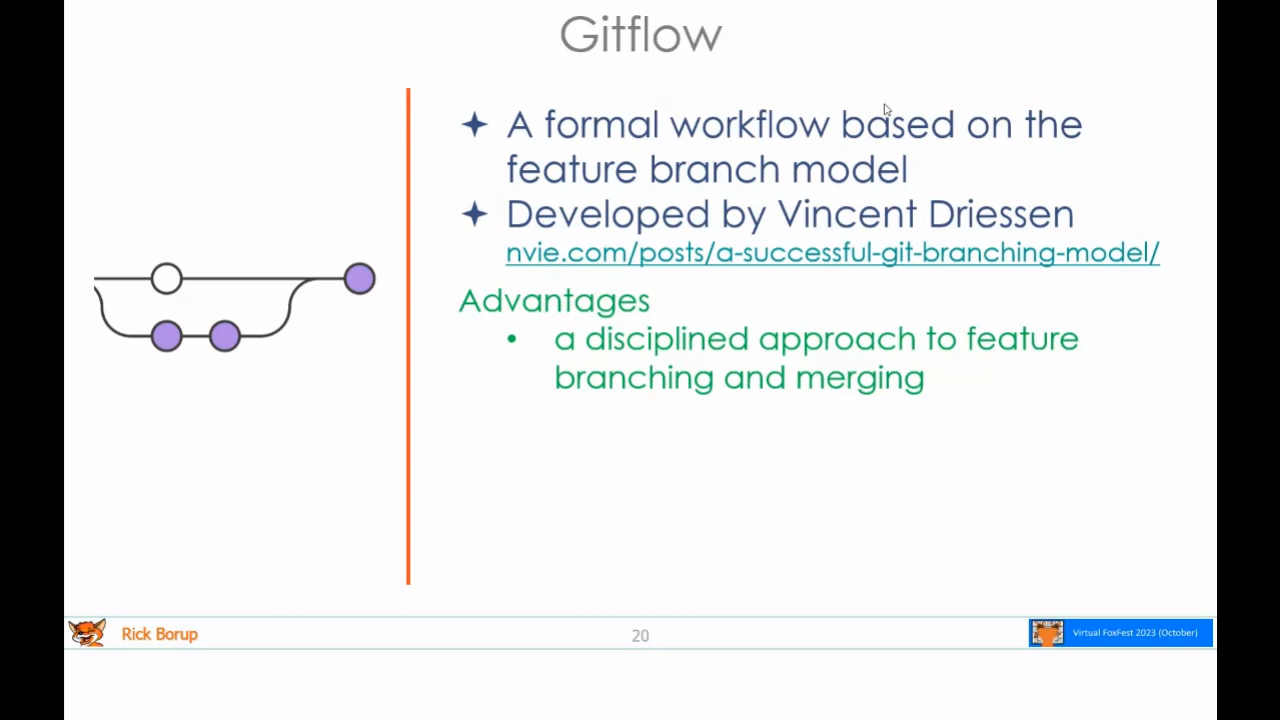 Gitflow
A formal workflow based on the
feature branch model
Developed by Vincent Driessen
nvie.com/posts/a-successful-git-branching-model/
Advantages
• a disciplined approach to feature
branching and merging
Rick Borup
20
Virtual FoxFest 2023 (October)